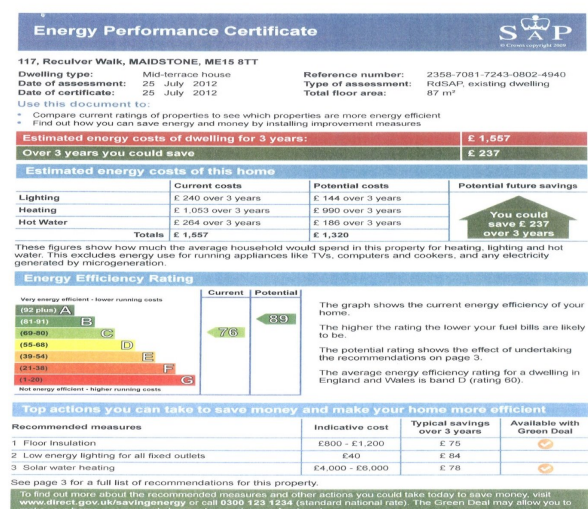 Energy Performance Certificate
SAP
© Crown copyright 2009
117, Reculver Walk, MAIDSTONE, ME15 8TT
Dwelling type: Mid-terrace house Reference number: 2358-7081-7243-0802-4940
Date of assessment: 25 July 2012 Type of assessment: RdSAP, existing dwelling
Date of certificate: 25 July 2012 Total floor area: 87 m²
Use this document to:
• Compare current ratings of properties to see which properties are more energy efficient
• Find out how you can save energy and money by installing improvement measures
Estimated energy costs of dwelling for 3 years: £ 1,557
Over 3 years you could save £ 237
Estimated energy costs of this home
Current costs Potential costs Potential future savings
Lighting £ 240 over 3 years £ 144 over 3 years
Heating £ 1,053 over 3 years £ 990 over 3 years
Hot Water £ 264 over 3 years £ 186 over 3 years
Totals £ 1,557 £ 1,320
You could
save £ 237
over 3 years
These figures show how much the average household would spend in this property for heating, lighting and hot
water. This excludes energy use for running appliances like TVs, computers and cookers, and any electricity
generated by microgeneration.
Energy Efficiency Rating
Current Potential
Very energy efficient - lower running costs
(92 plus) A
(81-91) B
(69-80) C
(55-68) D
(39-54) E
(21-38) F
(1-20) G
Not energy efficient - higher running costs
76
89
The graph shows the current energy efficiency of your
home.
The higher the rating the lower your fuel bills are likely
to be.
The potential rating shows the effect of undertaking
the recommendations on page 3.
The average energy efficiency rating for a dwelling in
England and Wales is band D (rating 60).
Top actions you can take to save money and make your home more efficient
Recommended measures Indicative cost Typical savings over 3 years Available with Green Deal
1 Floor Insulation £800 - £1,200 £ 75
2 Low energy lighting for all fixed outlets £40 £ 84
3 Solar water heating £4,000 - £6,000 £ 78
See page 3 for a full list of recommendations for this property.
To find out more about the recommended measures and other actions you could take today to save money, visit
www.direct.gov.uk/savingenergy or call 0300 123 1234 (standard national rate). The Green Deal may allow you to